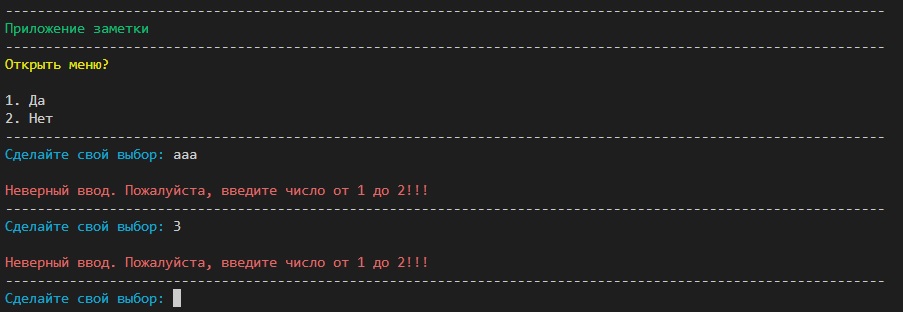 --------------------------------------------------------------------------------------------------------------
Приложение заметки
--------------------------------------------------------------------------------------------------------------
Открыть меню?
1. Да
2. Нет
--------------------------------------------------------------------------------------------------------------
Сделайте свой выбор: ааа
Неверный ввод. Пожалуйста, введите число от 1 до 2!!!
--------------------------------------------------------------------------------------------------------------
Сделайте свой выбор: 3
Неверный ввод. Пожалуйста, введите число от 1 до 2!!!
--------------------------------------------------------------------------------------------------------------
Сделайте свой выбор: